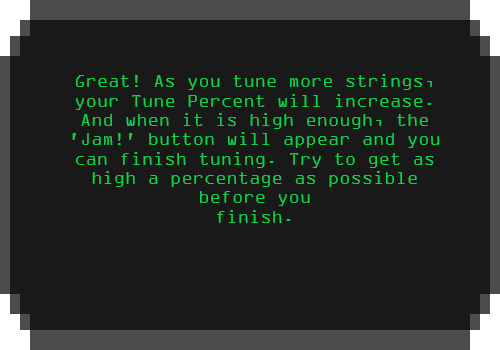 Great! As you tune more strings,
your Tune Percent will increase.
And when it is high enough, the
'Jam!' button will appear and you
can finish tuning. Try to get as
high a percentage as possible
before you
finish.